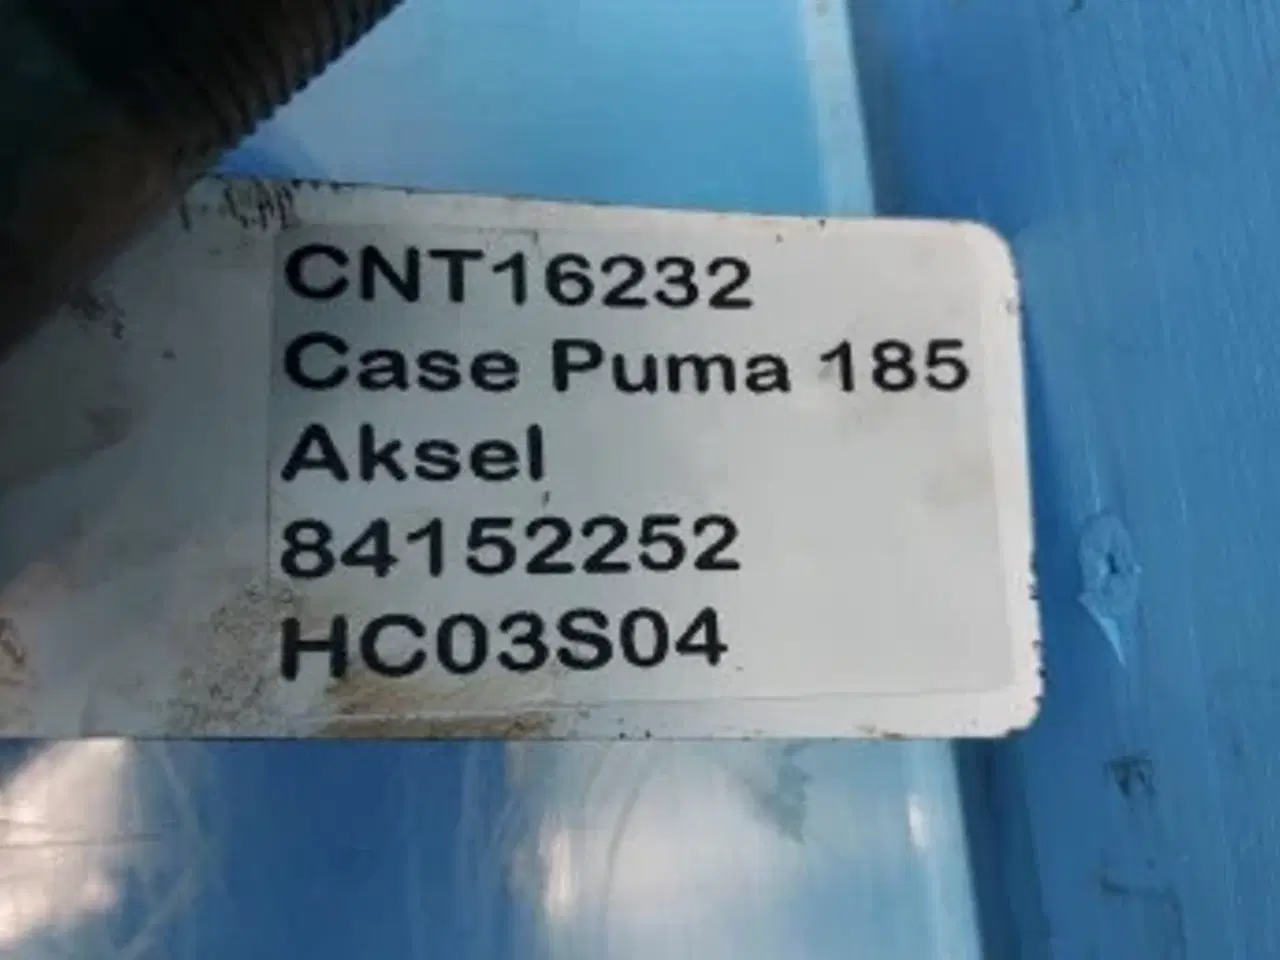 CNT16232
Case Puma 185
Aksel
84152252
HC03S04